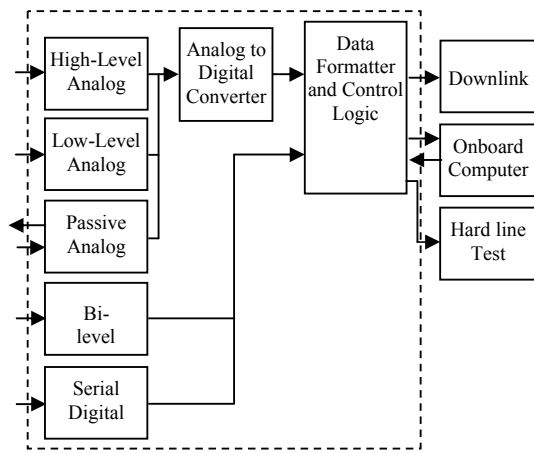 High-Level
Analog
Low-Level
Analog
Passive
Analog
Bi-
level
Serial
Digital
Analog to
Digital
Converter
Data
Formatter
and Control
Logic
Downlink
Onboard
Computer
Hard line
Test